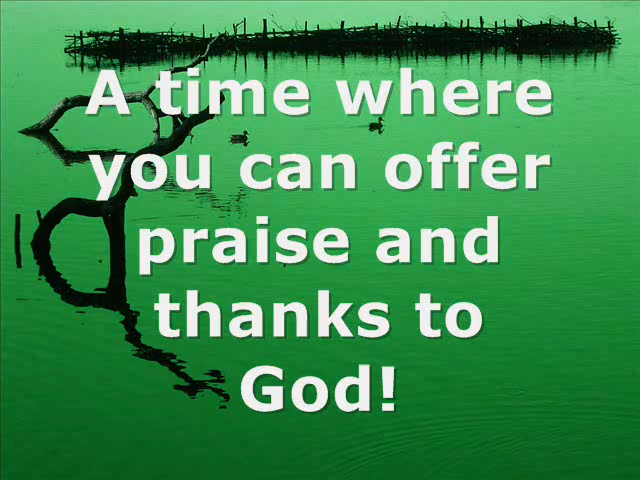 A time where
you can offer
praise and
thanks to
God!